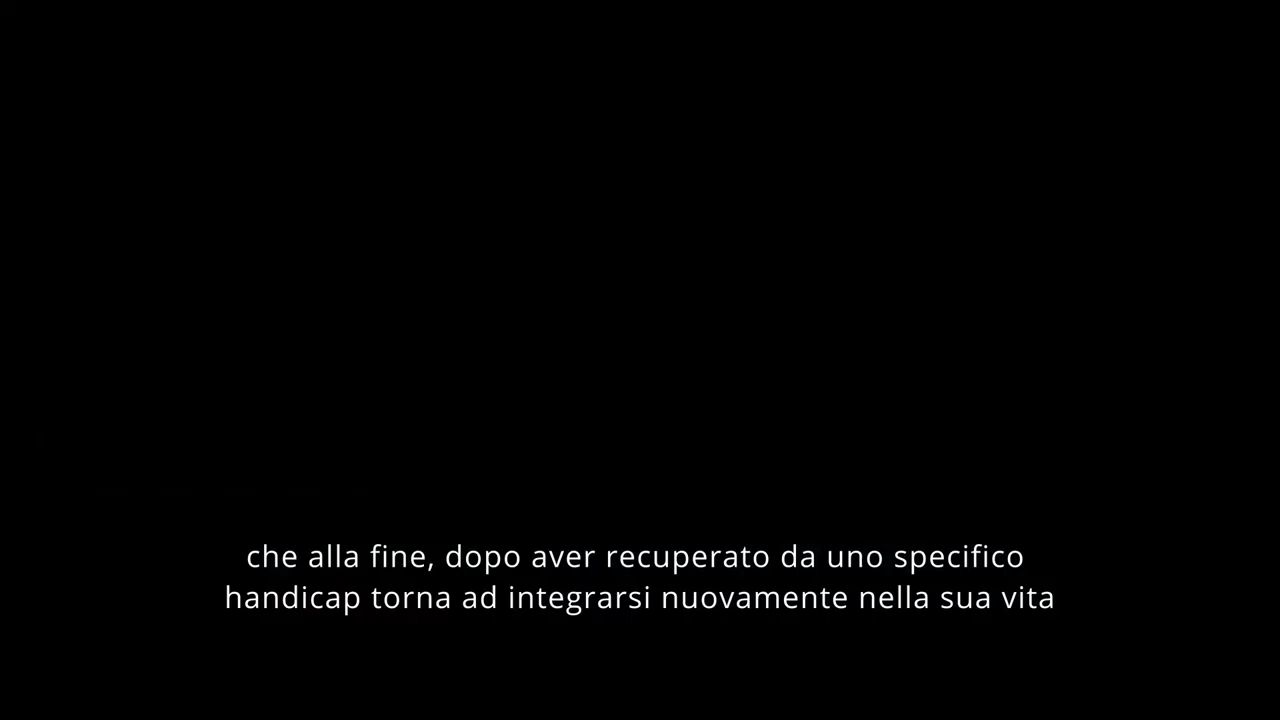 che alla fine, dopo aver recuperato da uno specifico
handicap torna ad integrarsi nuovamente nella sua vita